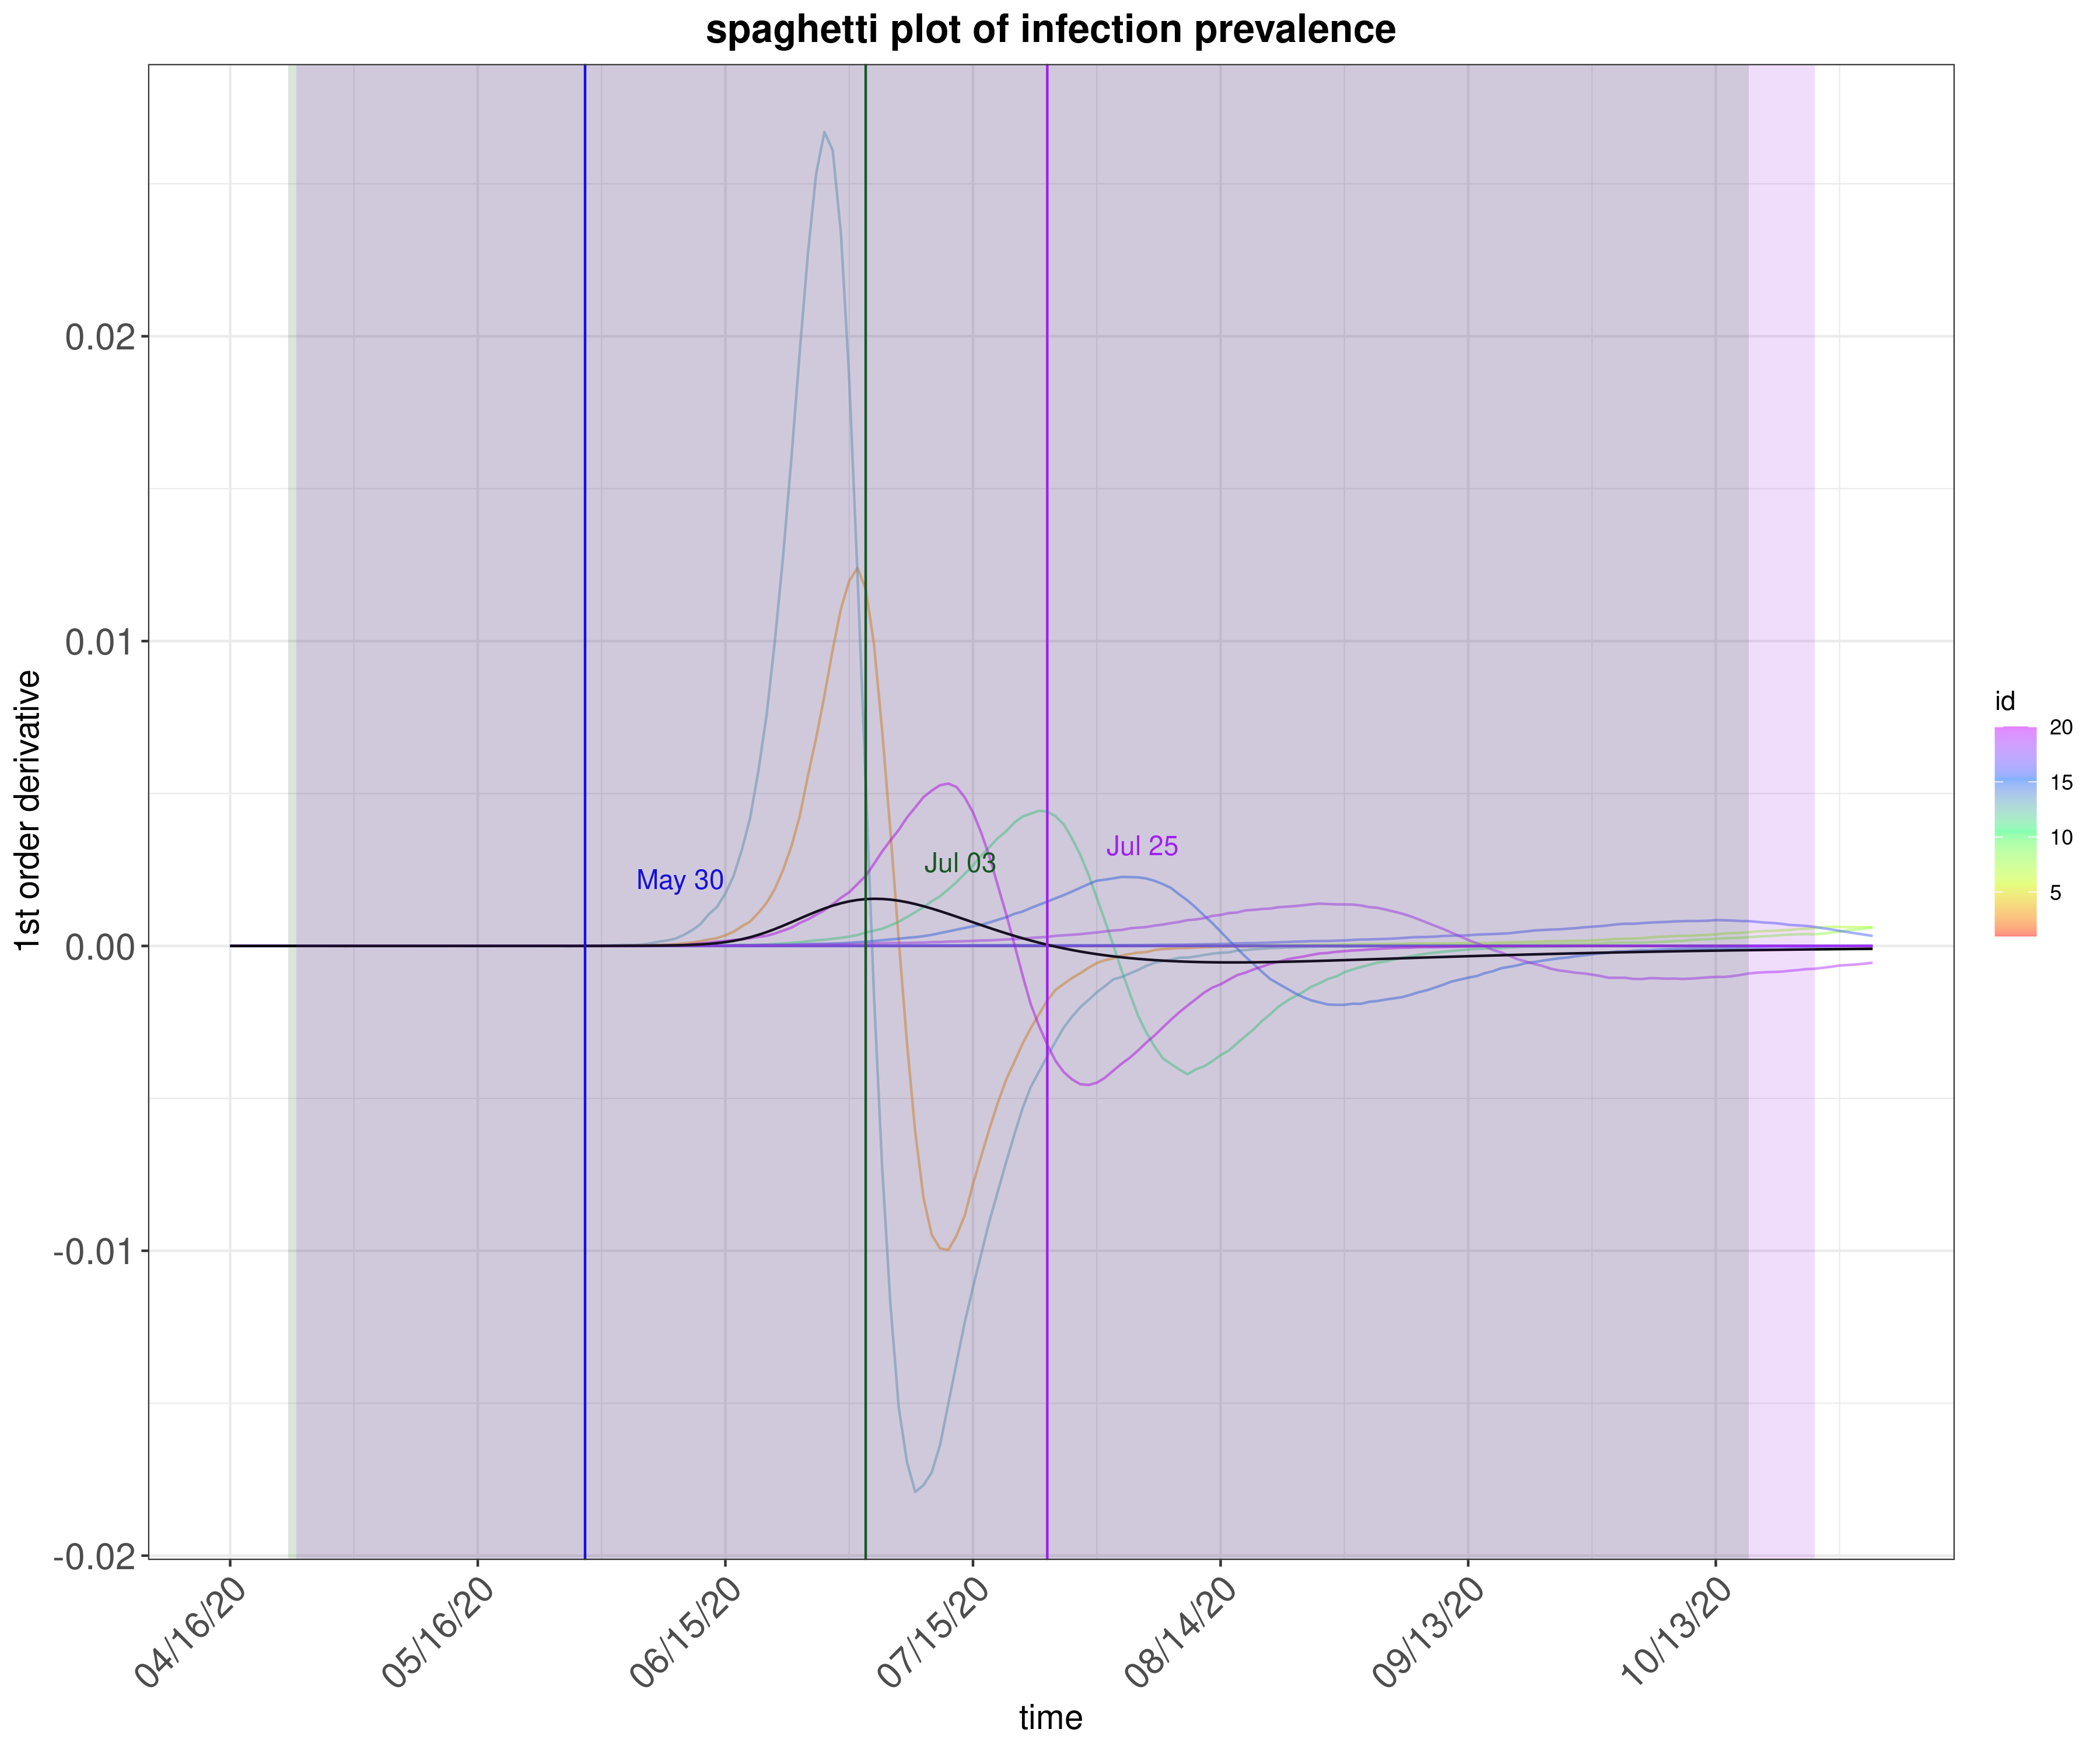 spaghetti plot of infection prevalence
1st order derivative
0.02
0.01
0.00
-0.01
-0.02
May 30
Jul 03
Jul 25
id
20
15
10
5
04/16/20
05/16/20
06/15/20
07/15/20
08/14/20
09/13/20
10/13/20
time